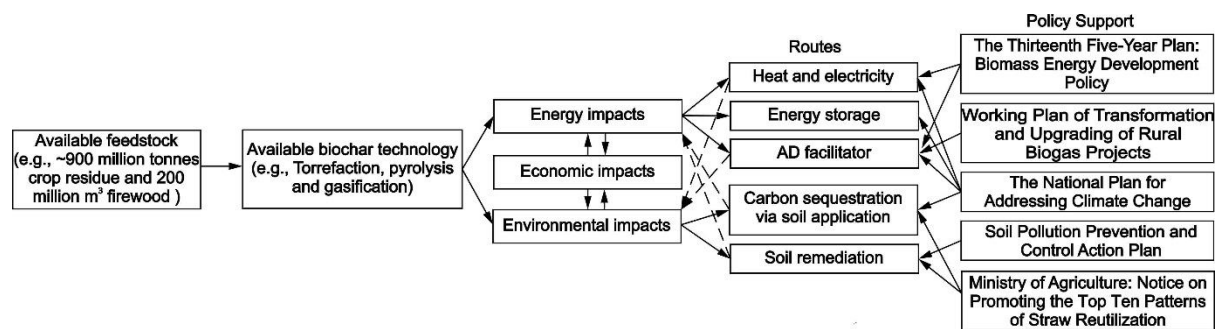 Available feedstock
(e.g., ~900 million tonnes
crop residue and 200
million m³ firewood )
Available biochar technology
(e.g., Torrefaction, pyrolysis
and gasification)
Energy impacts
Economic impacts
Environmental impacts
Routes
Heat and electricity
Energy storage
AD facilitator
Carbon sequestration
via soil application
Soil remediation
Policy Support
The Thirteenth Five-Year Plan:
Biomass Energy Development
Policy
Working Plan of Transformation
and Upgrading of Rural
Biogas Projects
The National Plan for
Addressing Climate Change
Soil Pollution Prevention and
Control Action Plan
Ministry of Agriculture: Notice on
Promoting the Top Ten Patterns
of Straw Reutilization